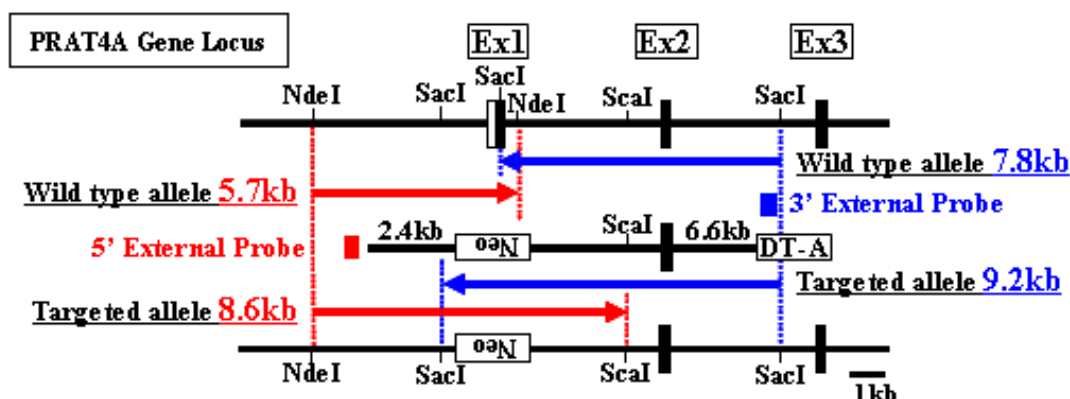 PRAT4A Gene Locus
Ex1
Ex2
Ex3
SacI
NdeI
SacI
NdeI
ScaI
SacI
Wild type allele 7.8kb
Wild type allele 5.7kb
3' External Probe
2.4kb
ScaI
6.6kb
5' External Probe
Neo
DT-A
Targeted allele 9.2kb
Targeted allele 8.6kb
Neo
NdeI
SacI
ScaI
SacI
1kb